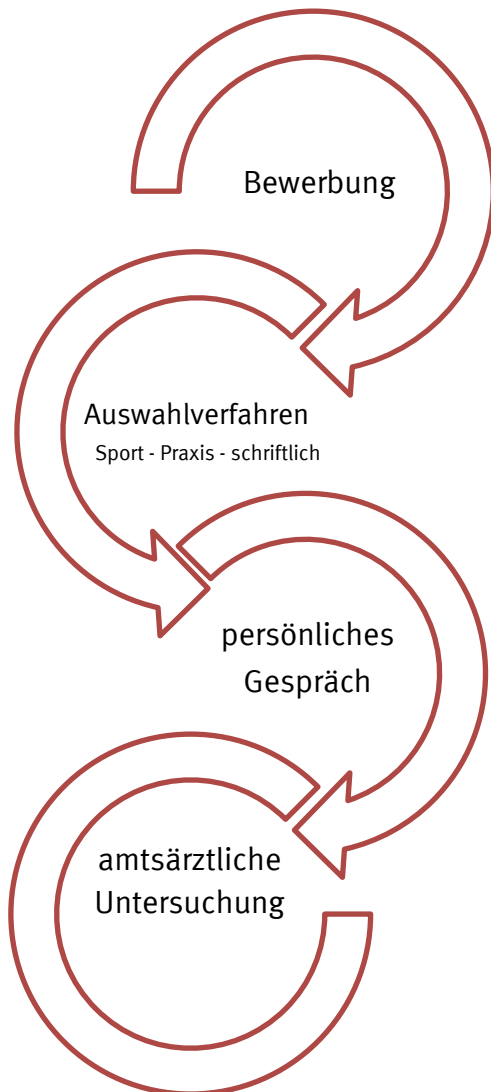 Bewerbung
Auswahlverfahren
Sport - Praxis - schriftlich
persönliches
Gespräch
amtsärztliche
Untersuchung